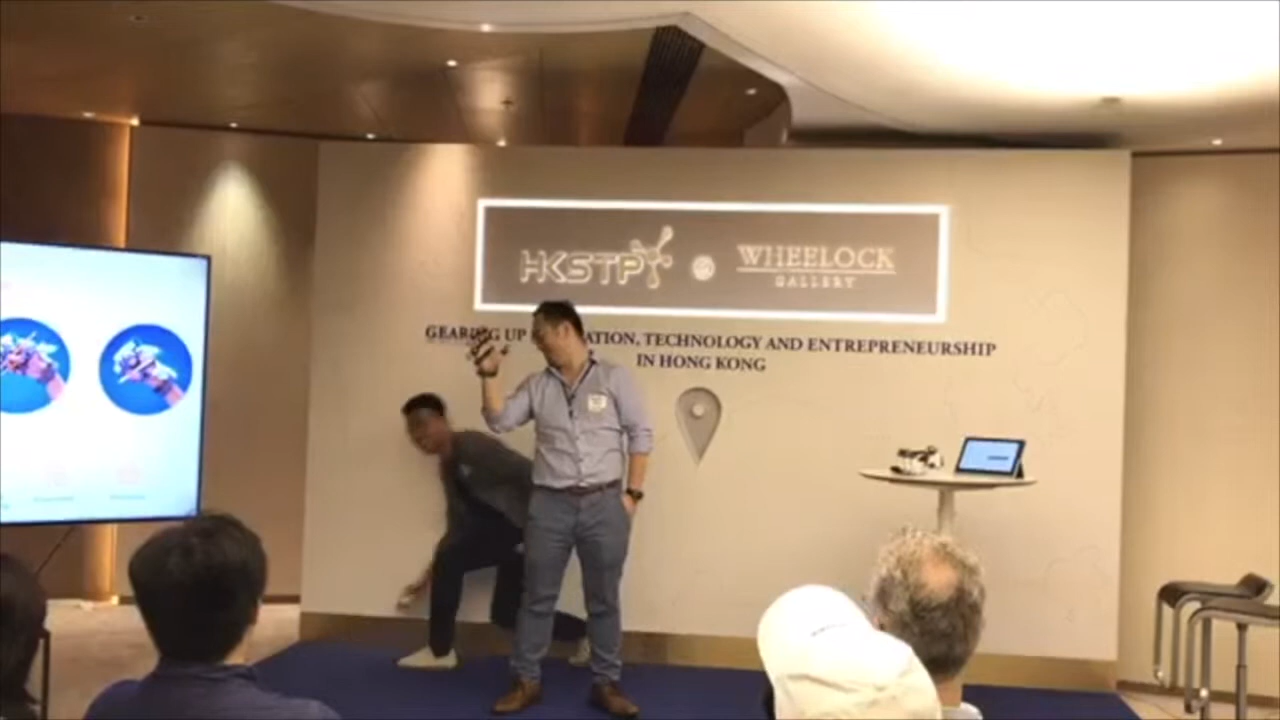 HKSTP @ WHEELOCK
GALLERY
GEARING UP ATION, TECHNOLOGY AND ENTREPRENEURSHIP
IN HONG KONG